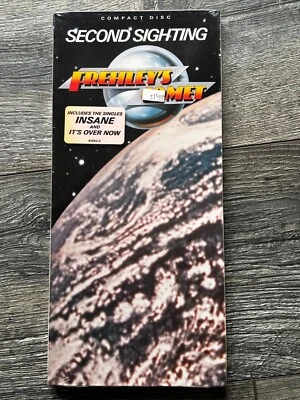 COMPACT DISC
SECOND SIGHTING
FREHLEY'S
COMET
INCLUDES THE SINGLES
INSANE
AND
IT'S OVER NOW